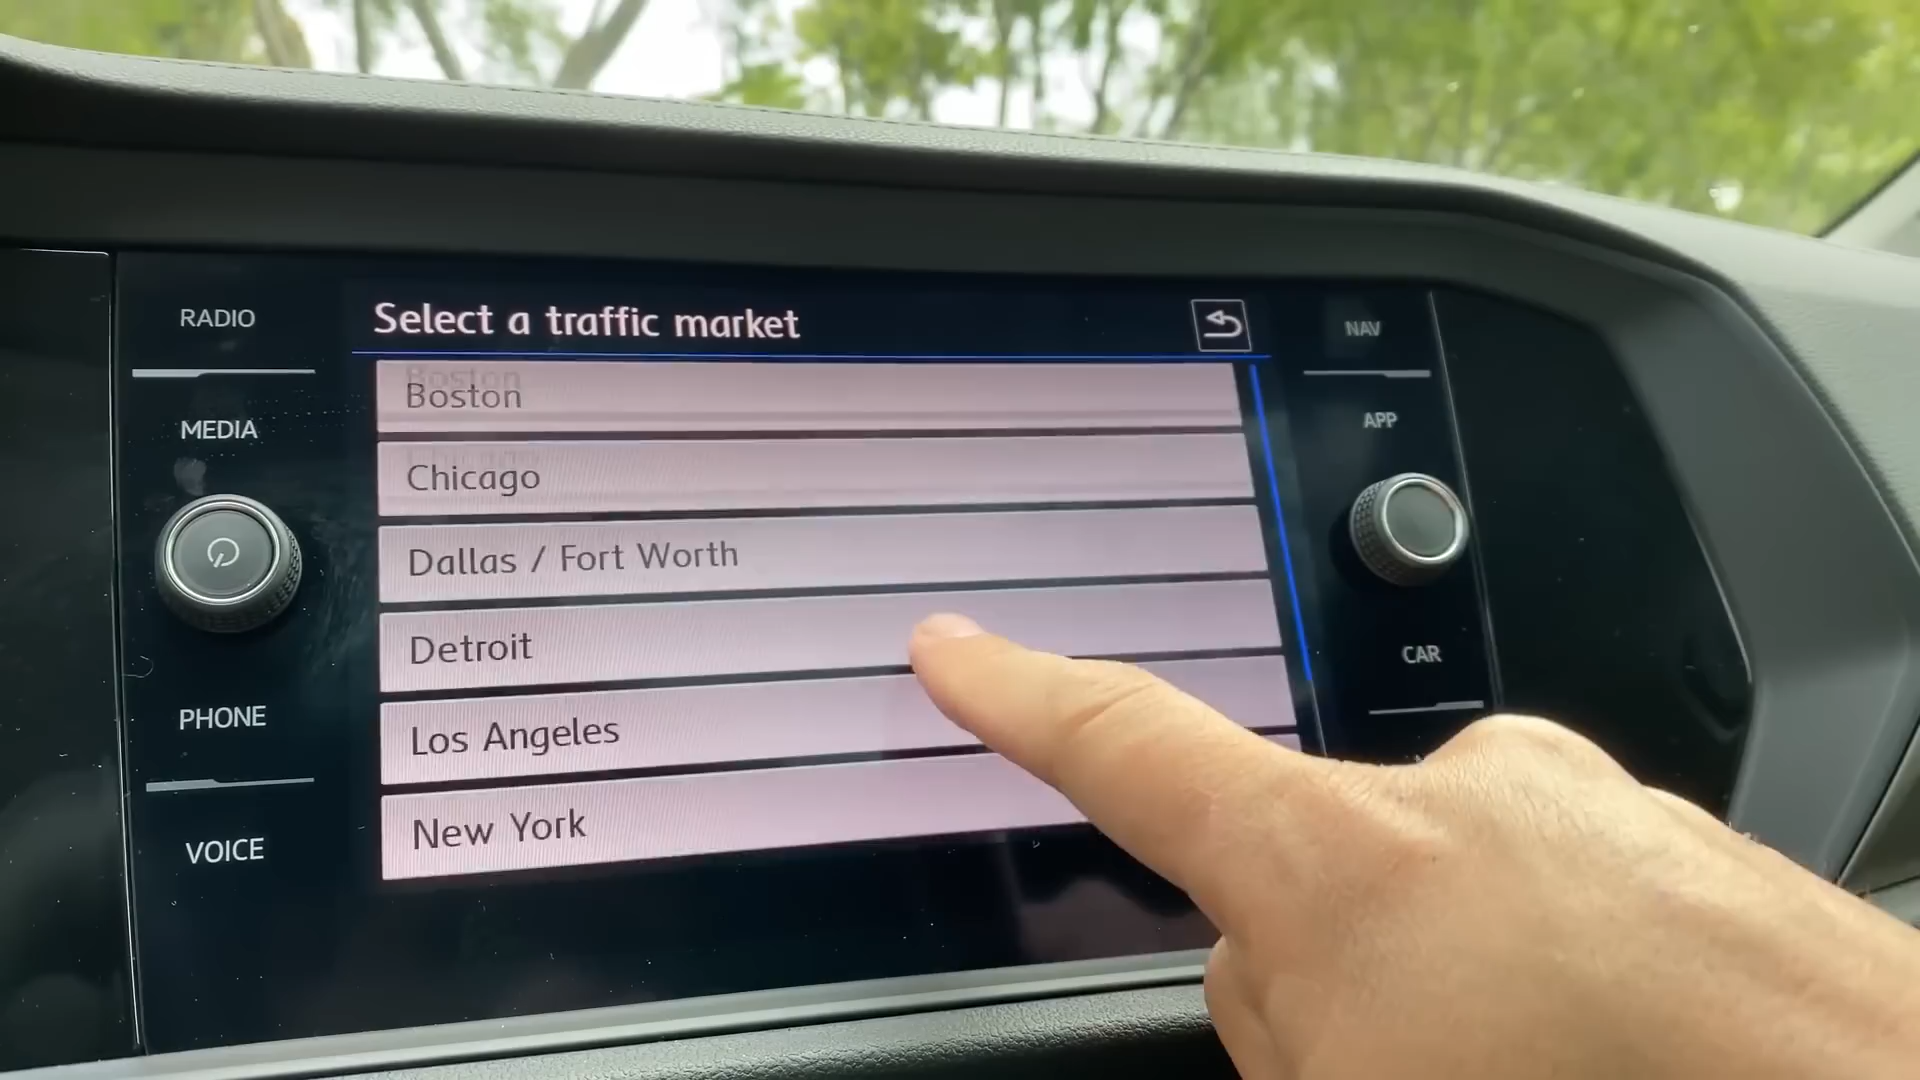 RADIO
MEDIA
PHONE
VOICE
Select a traffic market
Boston
Chicago
Dallas / Fort Worth
Detroit
Los Angeles
New York
NAV
APP
CAR